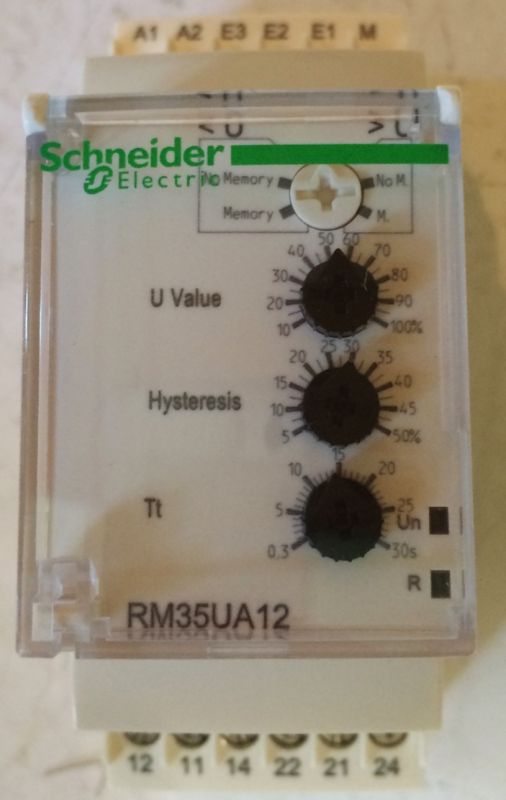 A1 A2 E3 E2 E1 M
Schneider
Electric
No Memory
No M.
Memory
M.
U Value
10 20 30 40 50 60 70 80 90 100%
Hysteresis
5 10 15 20 25 30 35 40 45 50%
Tt
0.3 5 10 15 20 25 30s
Un
R
RM35UA12
12 11 14 22 21 24